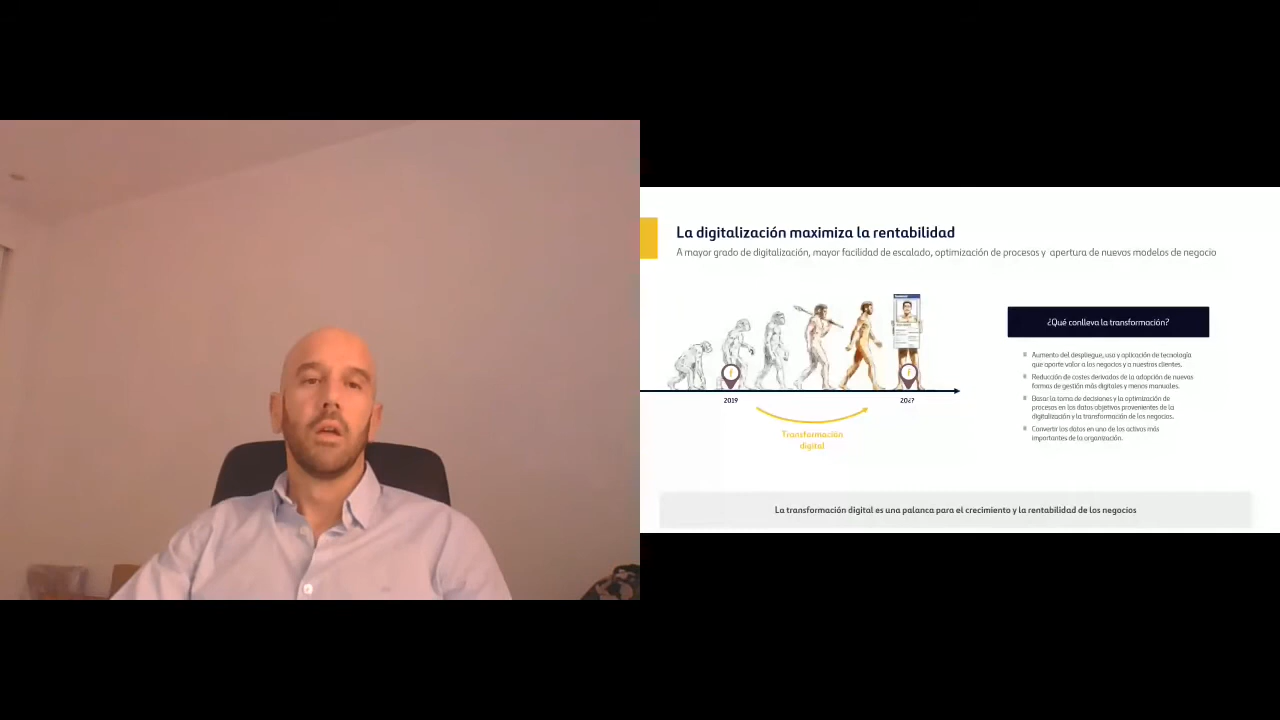 La digitalización maximiza la rentabilidad
A mayor grado de digitalización, mayor facilidad de escalado, optimización de procesos y apertura de nuevos modelos de negocio
¿Qué conlleva la transformación?
Aumento del despliegue, uso y aplicación de tecnología
que aporte valor a los negocios y a nuestros clientes.
Reducción de costes derivados de la adopción de nuevas
formas de gestión más digitales y menos manuales.
Basar la toma de decisiones y la optimización de
procesos en los datos objetivos provenientes de la
digitalización y la transformación de los negocios.
Convertir los datos en uno de los activos más
importantes de la organización.
2019
202?
Transformación
digital
La transformación digital es una palanca para el crecimiento y la rentabilidad de los negocios